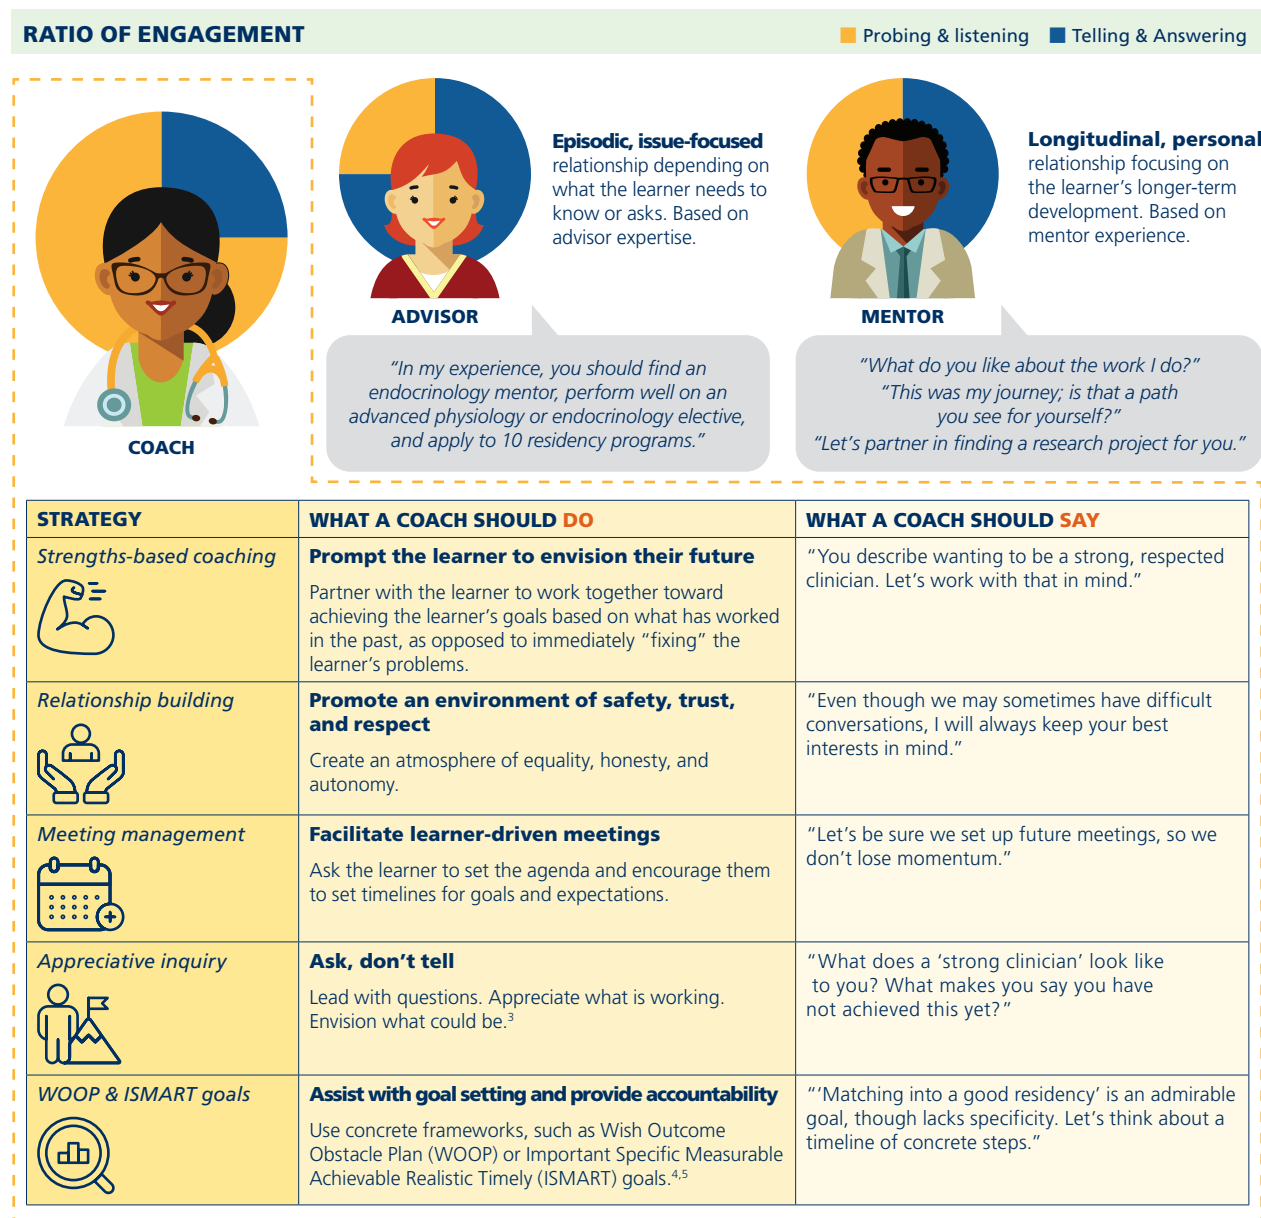 RATIO OF ENGAGEMENT
Probing & listening
Telling & Answering
COACH
Episodic, issue-focused
relationship depending on
what the learner needs to
know or asks. Based on
advisor expertise.
ADVISOR
“In my experience, you should find an
endocrinology mentor, perform well on an
advanced physiology or endocrinology elective,
and apply to 10 residency programs.”
Longitudinal, personal
relationship focusing on
the learner’s longer-term
development. Based on
mentor experience.
MENTOR
“What do you like about the work I do?”
“This was my journey; is that a path
you see for yourself?”
“Let’s partner in finding a research project for you.”
STRATEGY
WHAT A COACH SHOULD DO
WHAT A COACH SHOULD SAY
Strengths-based coaching
Prompt the learner to envision their future
Partner with the learner to work together toward
achieving the learner’s goals based on what has worked
in the past, as opposed to immediately “fixing” the
learner’s problems.
“You describe wanting to be a strong, respected
clinician. Let’s work with that in mind.”
Relationship building
Promote an environment of safety, trust,
and respect
Create an atmosphere of equality, honesty, and
autonomy.
“Even though we may sometimes have difficult
conversations, I will always keep your best
interests in mind.”
Meeting management
Facilitate learner-driven meetings
Ask the learner to set the agenda and encourage them
to set timelines for goals and expectations.
“Let’s be sure we set up future meetings, so we
don’t lose momentum.”
Appreciative inquiry
Ask, don’t tell
Lead with questions. Appreciate what is working.
Envision what could be.3
“What does a ‘strong clinician’ look like
to you? What makes you say you have
not achieved this yet?”
WOOP & ISMART goals
Assist with goal setting and provide accountability
Use concrete frameworks, such as Wish Outcome
Obstacle Plan (WOOP) or Important Specific Measurable
Achievable Realistic Timely (ISMART) goals.4,5
“‘Matching into a good residency’ is an admirable
goal, though lacks specificity. Let’s think about a
timeline of concrete steps.”